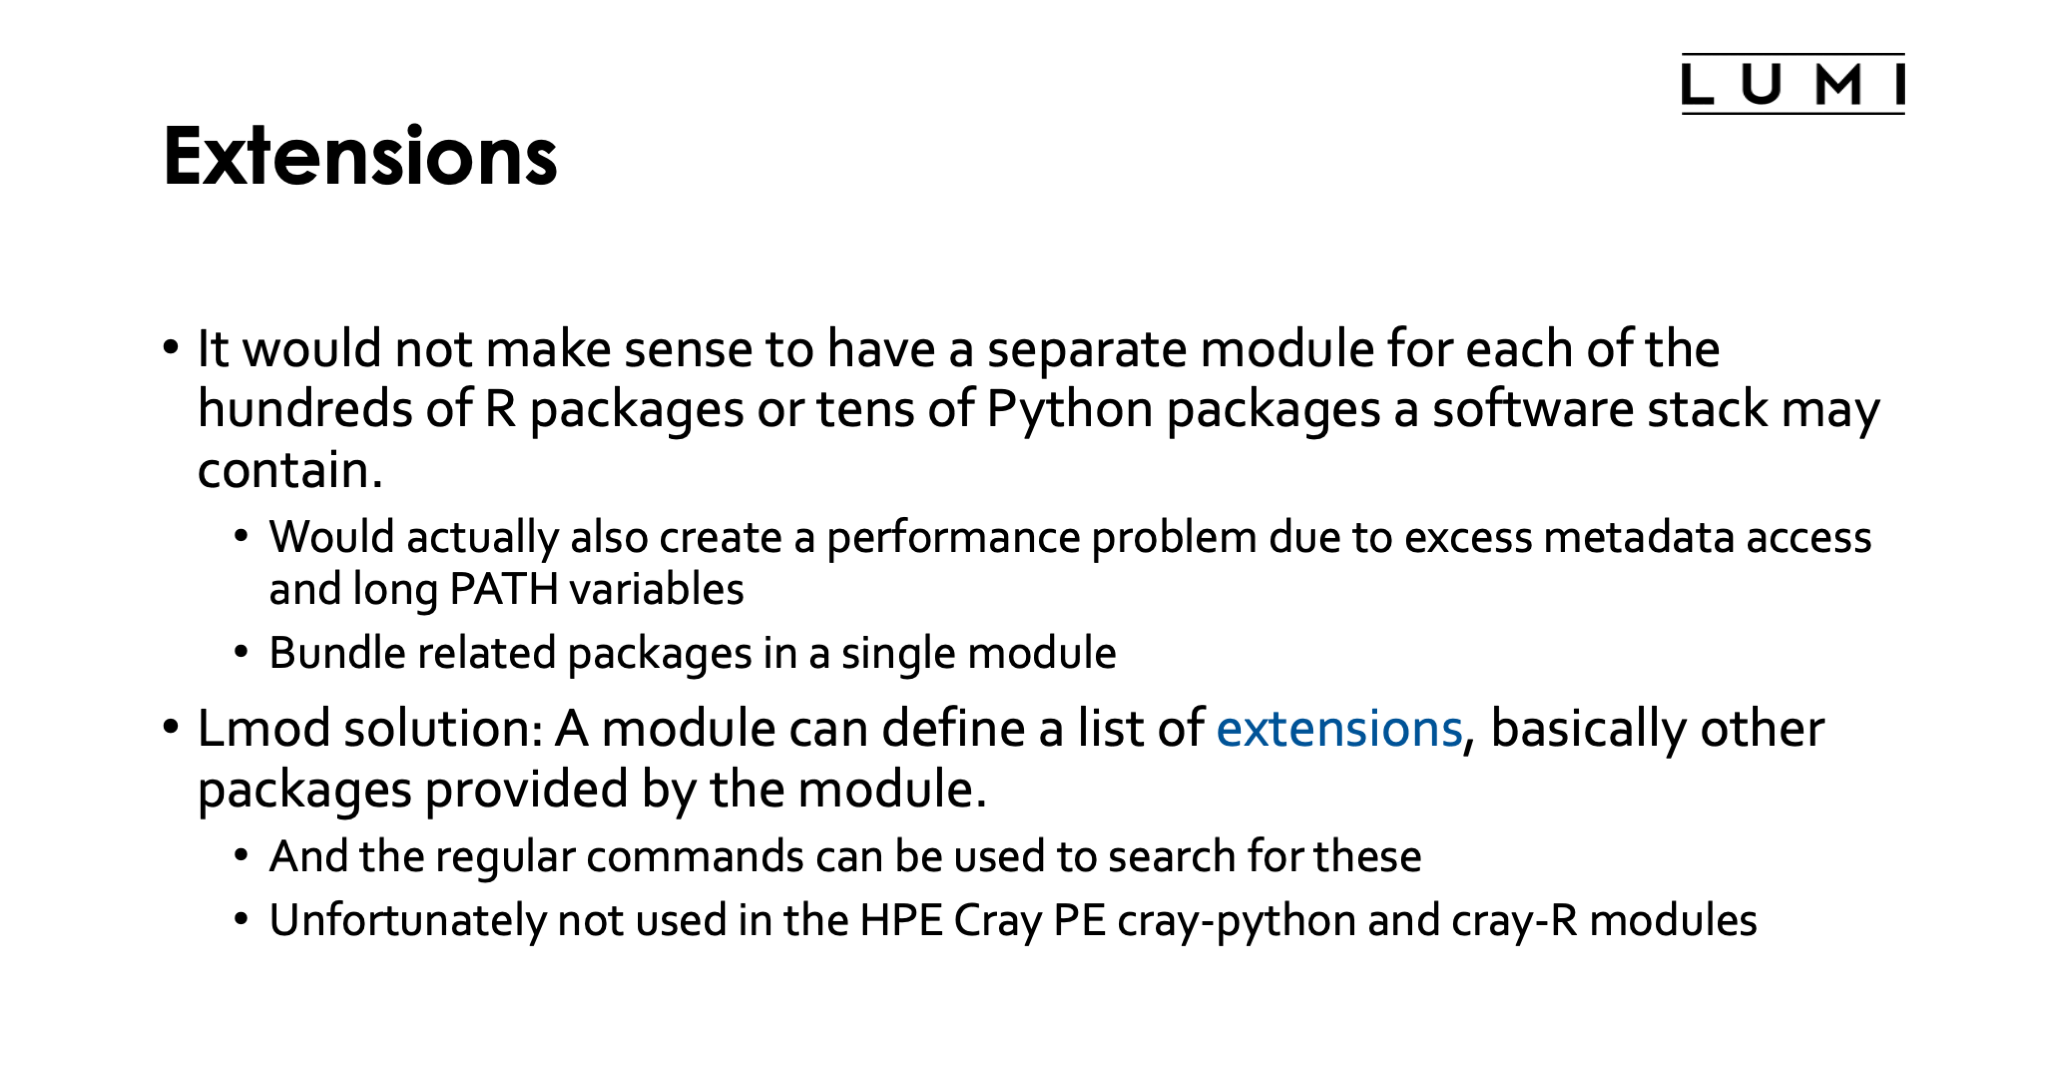 L U M I
Extensions
• It would not make sense to have a separate module for each of the
hundreds of R packages or tens of Python packages a software stack may
contain.
• Would actually also create a performance problem due to excess metadata access
and long PATH variables
• Bundle related packages in a single module
• Lmod solution: A module can define a list of extensions, basically other
packages provided by the module.
• And the regular commands can be used to search for these
• Unfortunately not used in the HPE Cray PE cray-python and cray-R modules